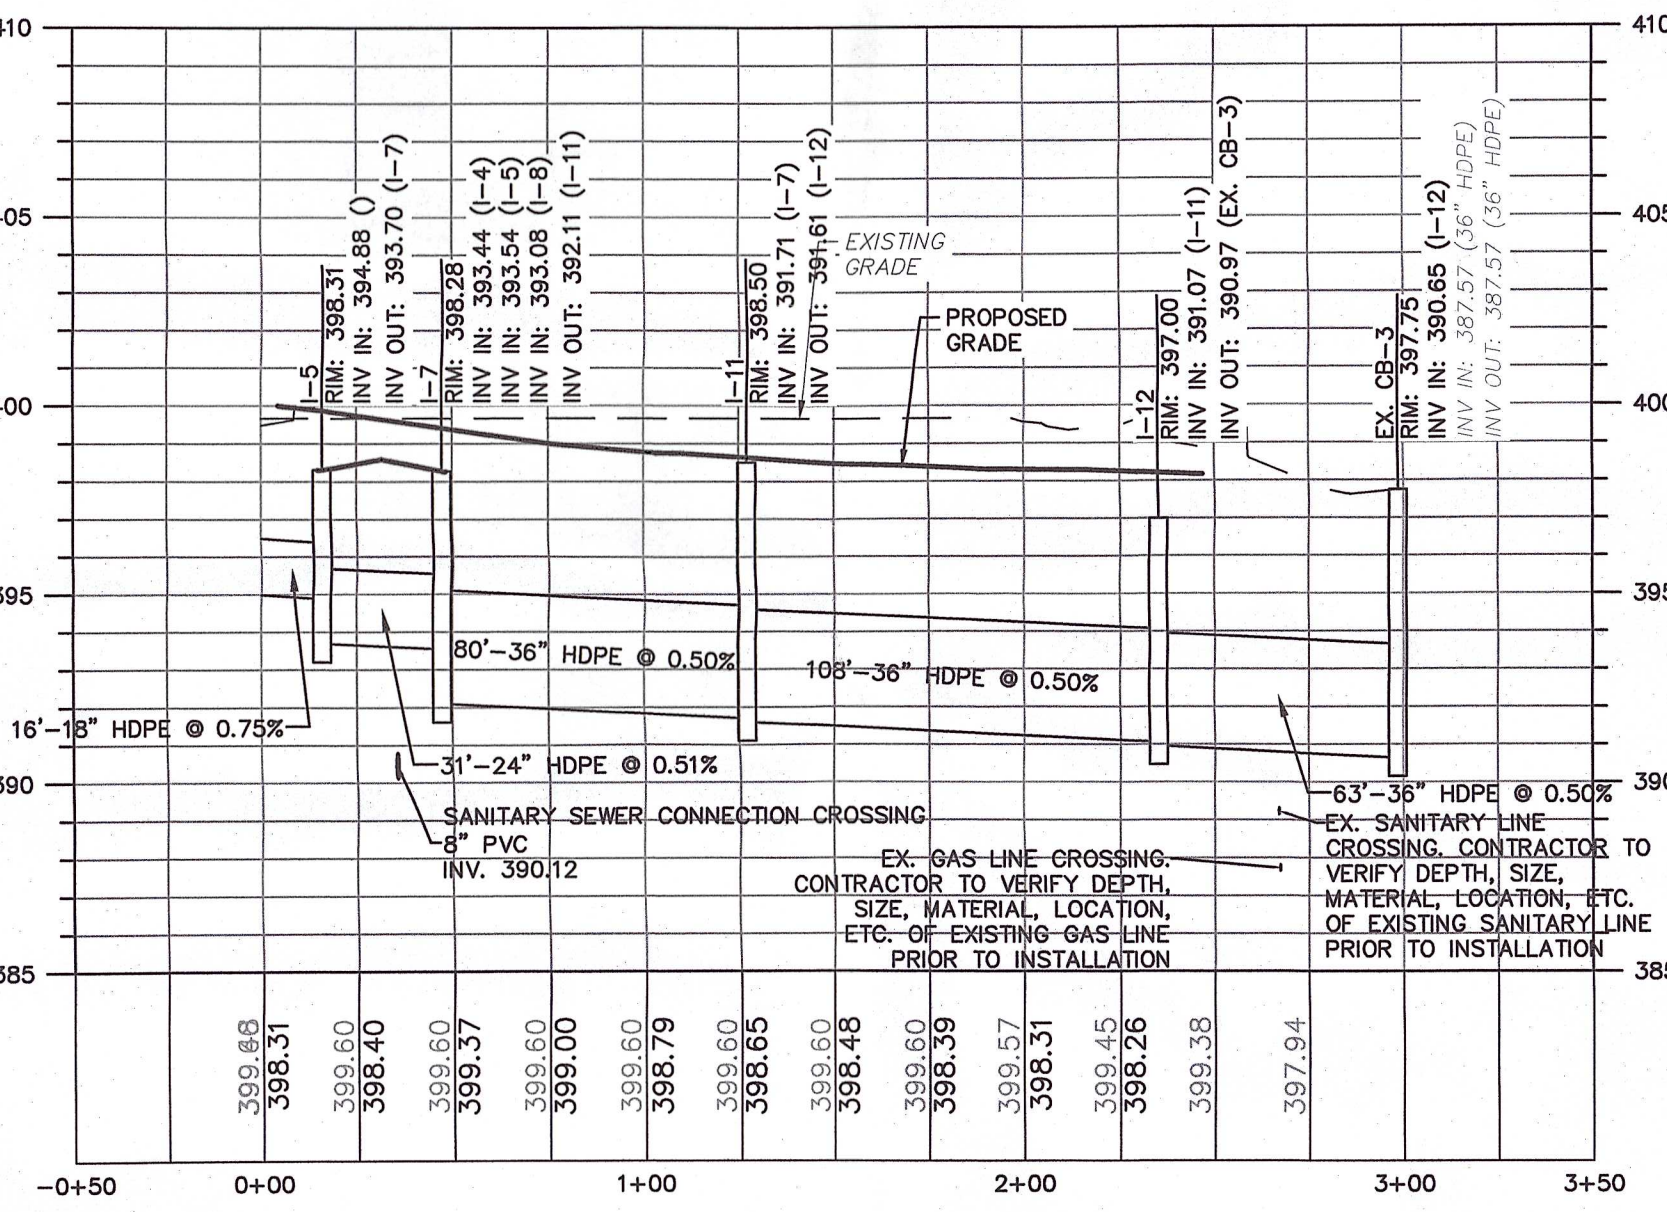 410
410
405
400
395
390
385
I-5
RIM: 398.31
INV IN: 394.88 ()
INV OUT: 393.70 (I-7)
I-7
RIM: 398.28
INV IN: 393.44 (I-4)
INV IN: 393.54 (I-5)
INV IN: 393.08 (I-8)
INV OUT: 392.11 (I-11)
I-11
RIM: 398.50
INV IN: 391.71 (I-7)
INV OUT: 391.61 (I-12)
EXISTING
GRADE
PROPOSED
GRADE
I-12
RIM: 397.00
INV IN: 391.07 (I-11)
INV OUT: 390.97 (EX. CB-3)
EX. CB-3
RIM: 397.75
INV IN: 390.65 (I-12)
INV IN: 387.57 (36" HDPE)
INV OUT: 387.57 (36" HDPE)
80'-36" HDPE @ 0.50%
108'-36" HDPE @ 0.50%
16'-18" HDPE @ 0.75%
31'-24" HDPE @ 0.51%
63'-36" HDPE @ 0.50%
SANITARY SEWER CONNECTION CROSSING
8" PVC
INV. 390.12
EX. GAS LINE CROSSING.
CONTRACTOR TO VERIFY DEPTH,
SIZE, MATERIAL, LOCATION,
ETC. OF EXISTING GAS LINE
PRIOR TO INSTALLATION
EX. SANITARY LINE
CROSSING. CONTRACTOR TO
VERIFY DEPTH, SIZE,
MATERIAL, LOCATION, ETC.
OF EXISTING SANITARY LINE
PRIOR TO INSTALLATION
398.31
399.60
398.40
399.60
399.37
399.60
399.00
399.60
398.79
399.60
398.65
399.60
398.48
399.60
398.39
399.57
398.31
399.45
398.26
399.38
397.94
-0+50
0+00
1+00
2+00
3+00
3+50